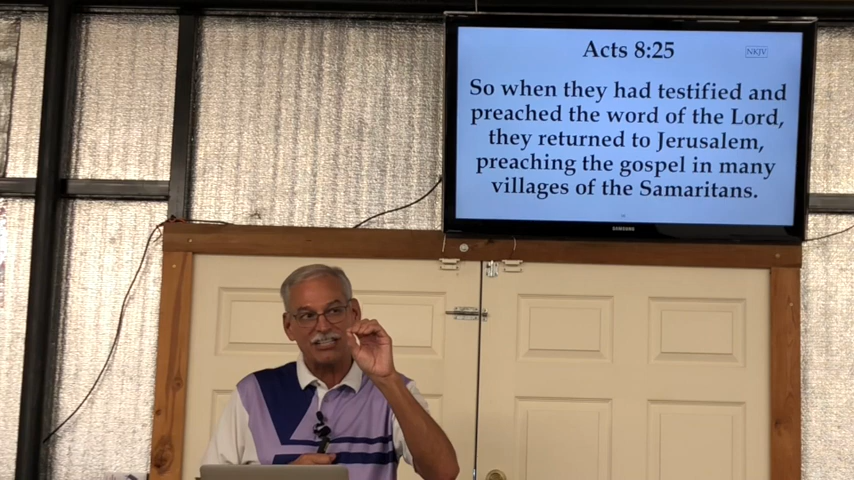 Acts 8:25
NKJV
So when they had testified and
preached the word of the Lord,
they returned to Jerusalem,
preaching the gospel in many
villages of the Samaritans.
SAMSUNG